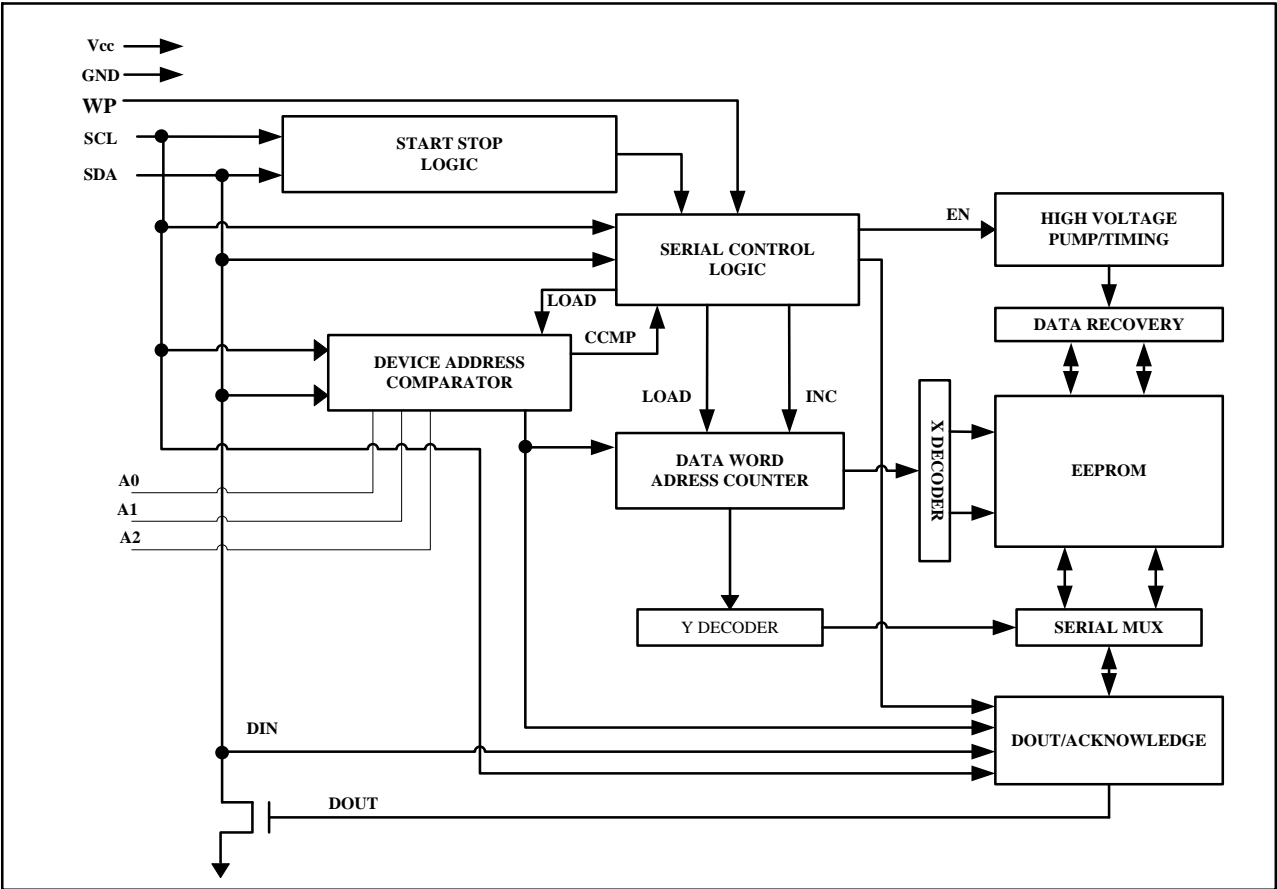 Vcc
GND
WP
SCL
SDA
START STOP
LOGIC
SERIAL CONTROL
LOGIC
EN
HIGH VOLTAGE
PUMP/TIMING
LOAD
DATA RECOVERY
CCMP
DEVICE ADDRESS
COMPARATOR
LOAD
INC
X DECODER
EEPROM
DATA WORD
ADRESS COUNTER
A0
A1
A2
Y DECODER
SERIAL MUX
DIN
DOUT/ACKNOWLEDGE
DOUT